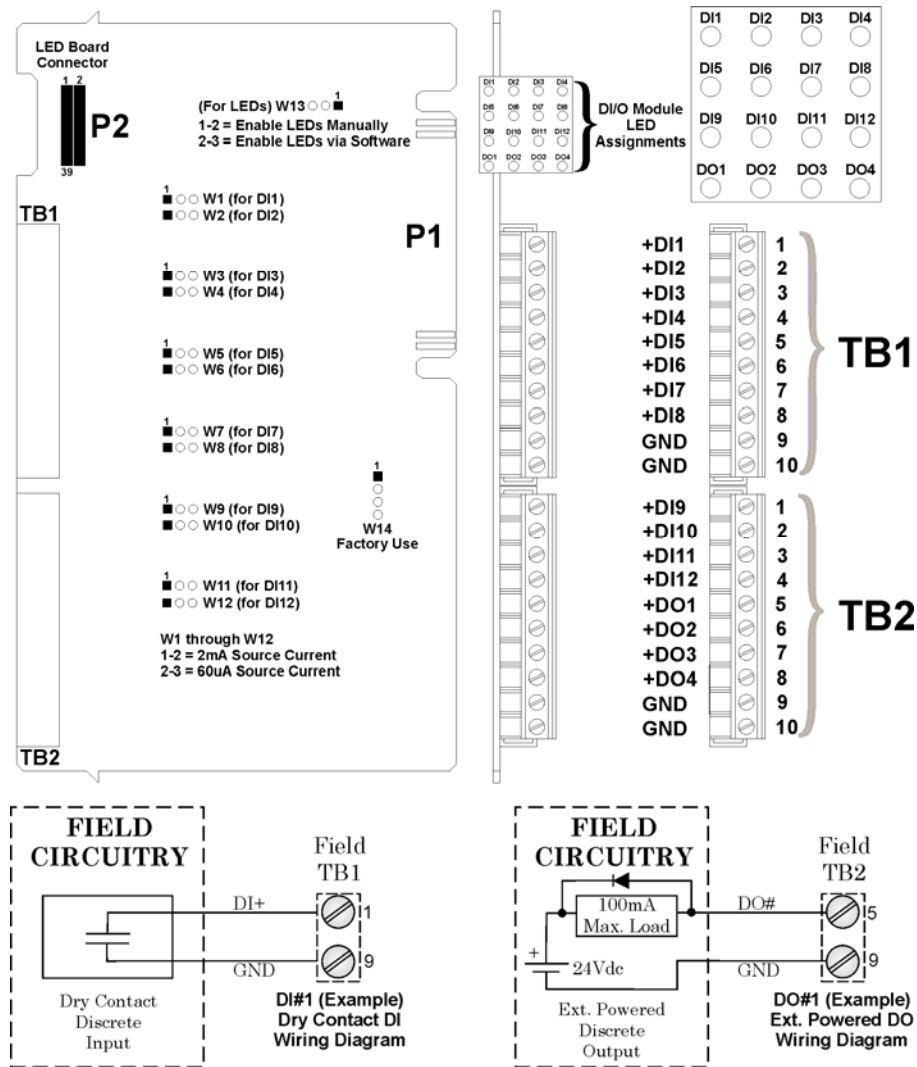 LED Board
Connector
1 2
P2
39
(For LEDs) W13
1
1-2 = Enable LEDs Manually
2-3 = Enable LEDs via Software
TB1
1
W1 (for DI1)
W2 (for DI2)
1
W3 (for DI3)
W4 (for DI4)
1
W5 (for DI5)
W6 (for DI6)
1
W7 (for DI7)
W8 (for DI8)
1
W9 (for DI9)
W10 (for DI10)
1
W11 (for DI11)
W12 (for DI12)
W1 through W12
1-2 = 2mA Source Current
2-3 = 60uA Source Current
P1
1
W14
Factory Use
TB2
DI1 DI2 DI3 DI4
DI5 DI6 DI7 DI8
DI9 DI10 DI11 DI12
DO1 DO2 DO3 DO4
DI/O Module
LED
Assignments
DI1 DI2 DI3 DI4
DI5 DI6 DI7 DI8
DI9 DI10 DI11 DI12
DO1 DO2 DO3 DO4
+DI1 1
+DI2 2
+DI3 3
+DI4 4
+DI5 5
+DI6 6
+DI7 7
+DI8 8
GND 9
GND 10
TB1
+DI9 1
+DI10 2
+DI11 3
+DI12 4
+DO1 5
+DO2 6
+DO3 7
+DO4 8
GND 9
GND 10
TB2
FIELD
CIRCUITRY
Field
TB1
DI+
1
GND
9
Dry Contact
Discrete
Input
DI#1 (Example)
Dry Contact DI
Wiring Diagram
FIELD
CIRCUITRY
Field
TB2
100mA
Max. Load
DO#
5
+
24Vdc
GND
9
Ext. Powered
Discrete
Output
DO#1 (Example)
Ext. Powered DO
Wiring Diagram